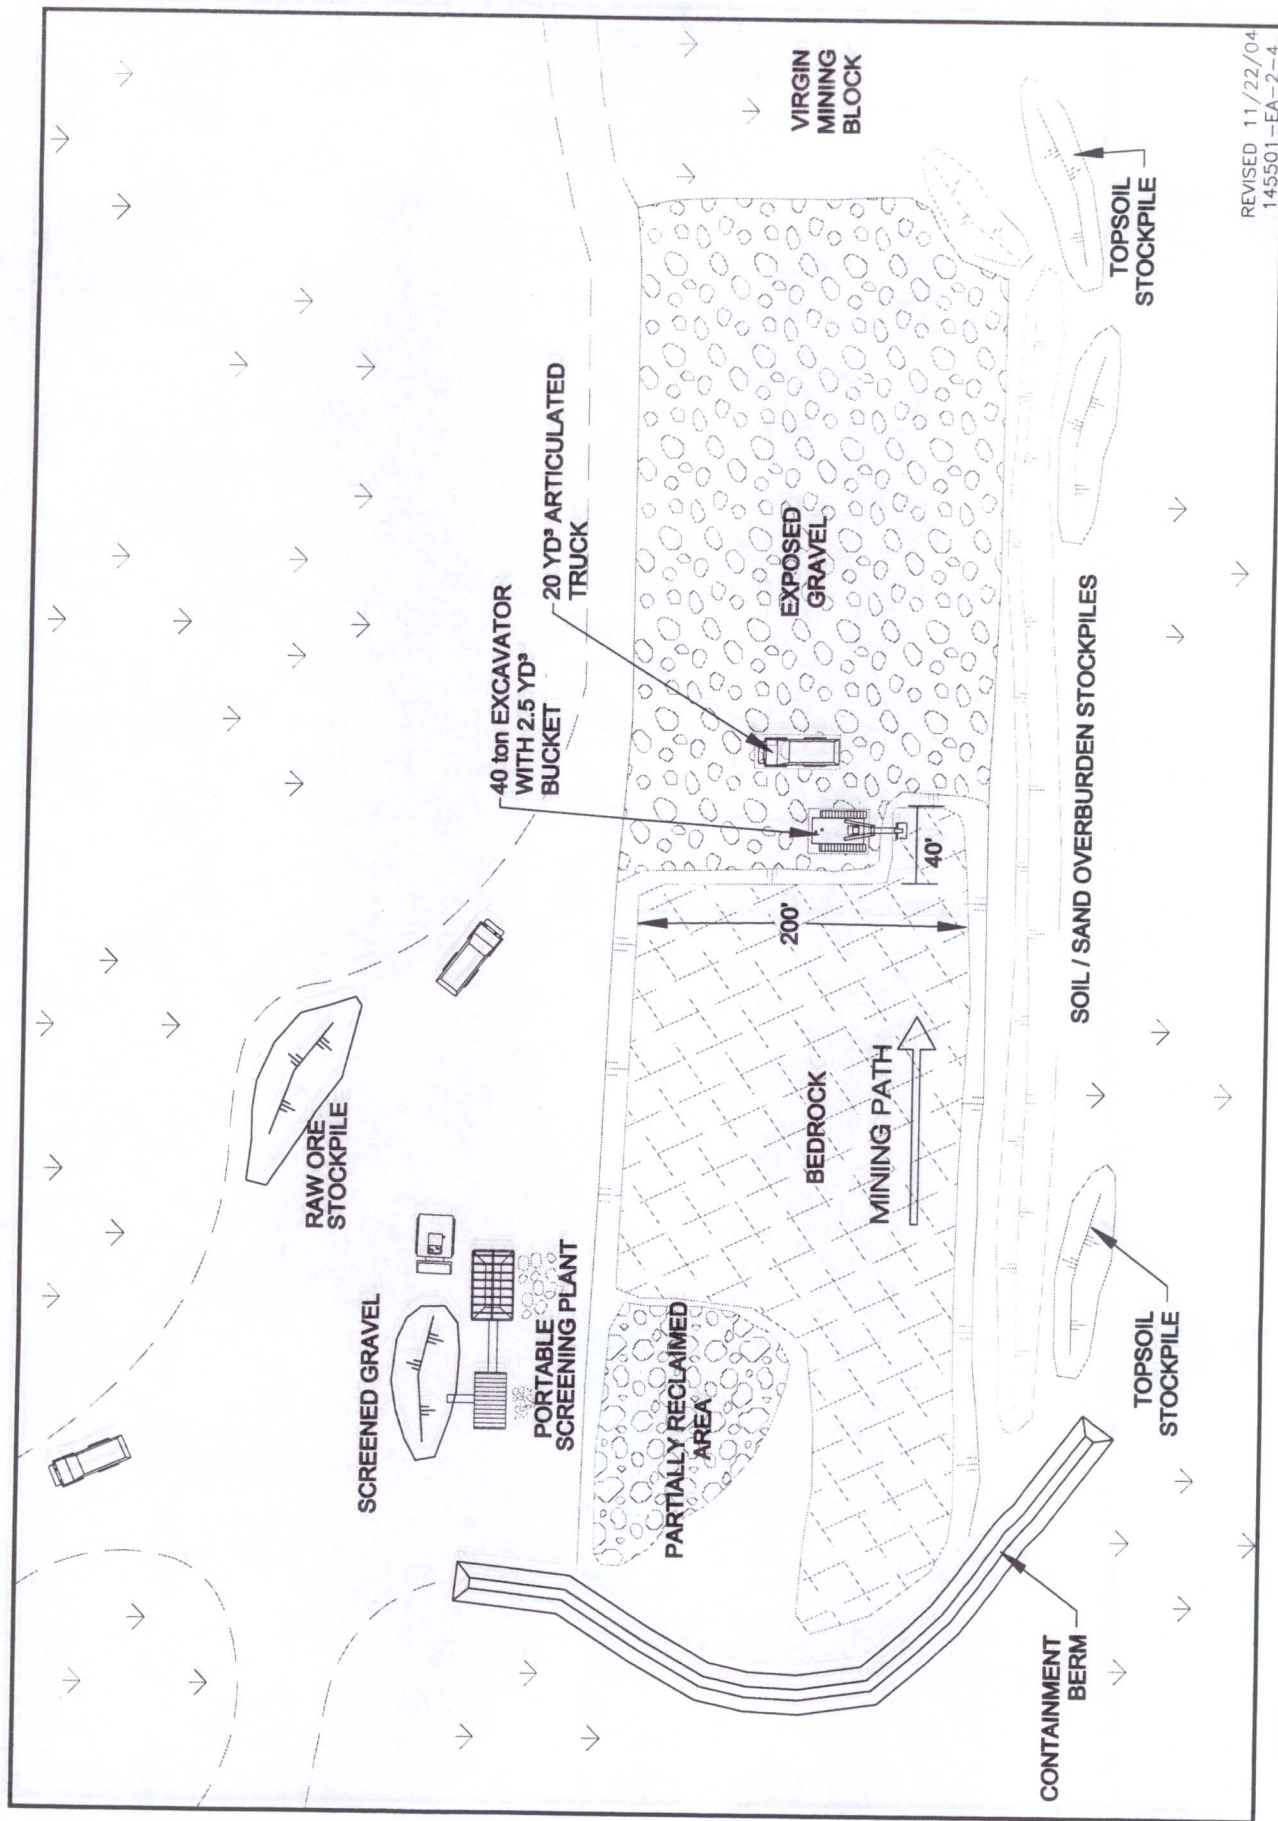 VIRGIN
MINING
BLOCK
REVISED 11/22/04
145501-EA-2-4
TOPSOIL
STOCKPILE
20 YD³ ARTICULATED
TRUCK
40 ton EXCAVATOR
WITH 2.5 YD³
BUCKET
EXPOSED
GRAVEL
40'
200'
SOIL / SAND OVERBURDEN STOCKPILES
RAW ORE
STOCKPILE
BEDROCK
MINING PATH
SCREENED GRAVEL
PORTABLE
SCREENING PLANT
PARTIALLY RECLAIMED
AREA
TOPSOIL
STOCKPILE
CONTAINMENT
BERM